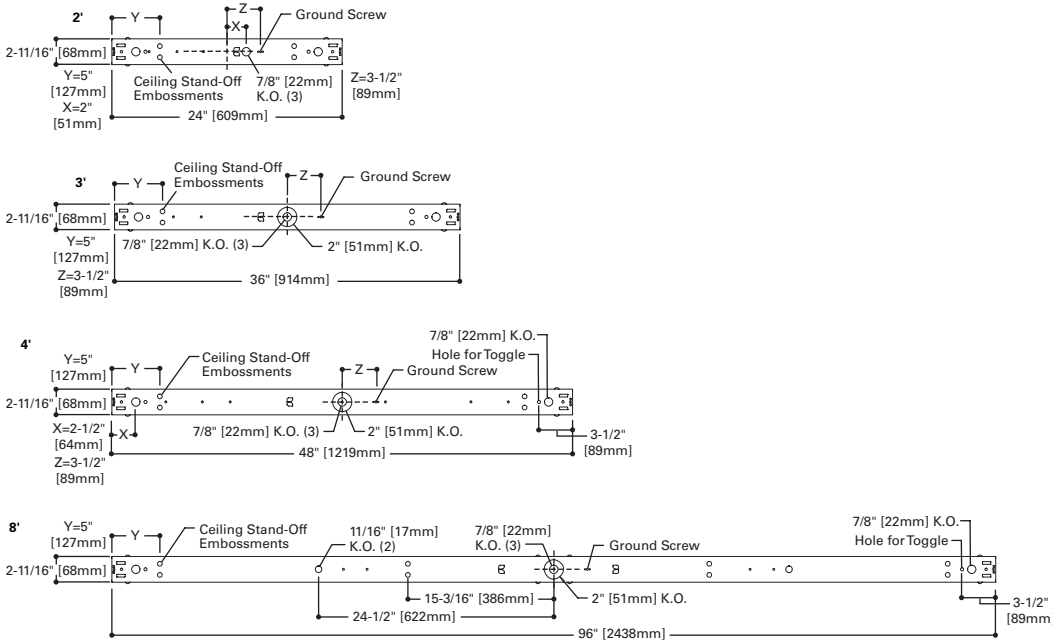 2'
Y
Z
X
Ground Screw
2-11/16" [68mm]
Y=5"
[127mm]
X=2"
[51mm]
Ceiling Stand-Off
Embossments
7/8" [22mm]
K.O. (3)
Z=3-1/2"
[89mm]
24" [609mm]
3'
Y
Ceiling Stand-Off
Embossments
Z
Ground Screw
2-11/16" [68mm]
Y=5"
[127mm]
Z=3-1/2"
[89mm]
7/8" [22mm] K.O. (3)
2" [51mm] K.O.
36" [914mm]
4'
Y=5"
[127mm]
Y
Ceiling Stand-Off
Embossments
Z
7/8" [22mm] K.O.
Hole for Toggle
Ground Screw
2-11/16" [68mm]
X=2-1/2"
[64mm]
Z=3-1/2"
[89mm]
X
7/8" [22mm] K.O. (3)
2" [51mm] K.O.
3-1/2"
[89mm]
48" [1219mm]
8'
Y=5"
[127mm]
Y
Ceiling Stand-Off
Embossments
11/16" [17mm]
K.O. (2)
7/8" [22mm]
K.O. (3)
Ground Screw
7/8" [22mm] K.O.
Hole for Toggle
2-11/16" [68mm]
15-3/16" [386mm]
2" [51mm] K.O.
24-1/2" [622mm]
3-1/2"
[89mm
96" [2438mm]